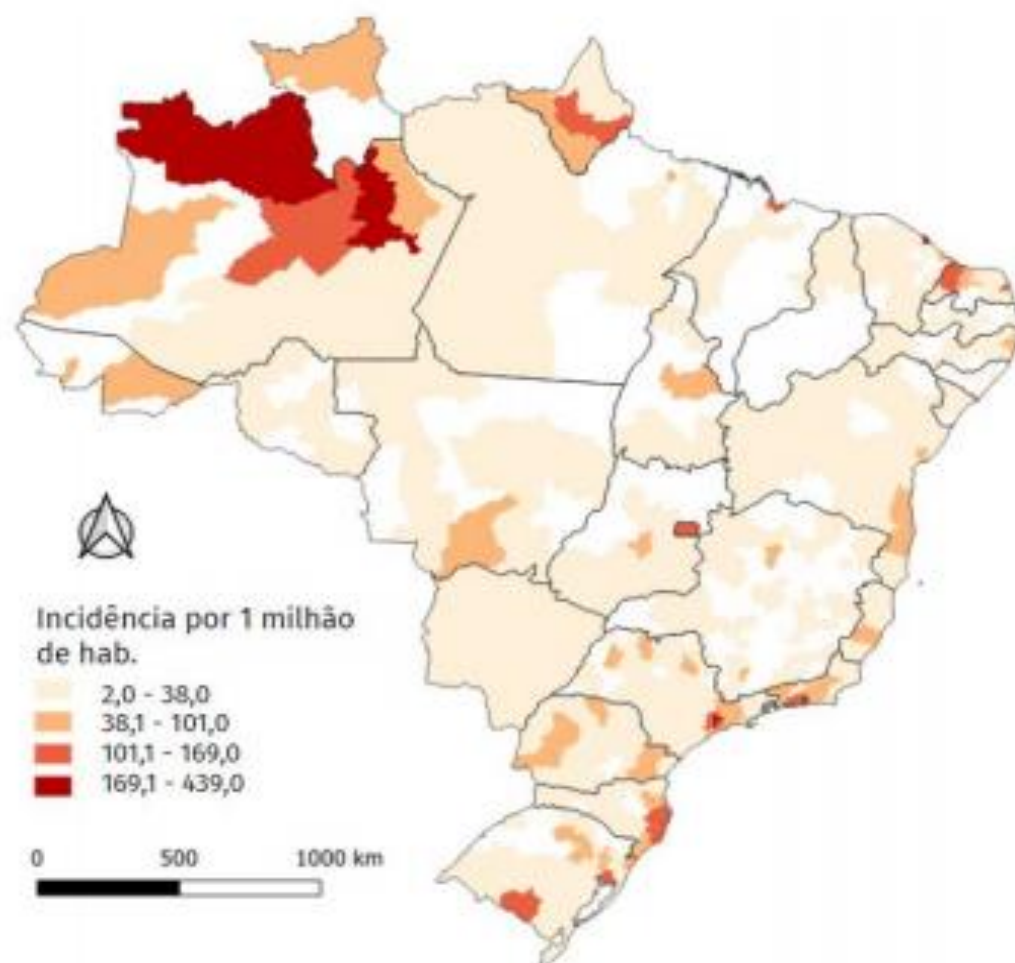 Incidência por 1 milhão
de hab.
2,0 - 38,0
38,1 - 101,0
101,1 - 169,0
169,1 - 439,0
0 500 1000 km